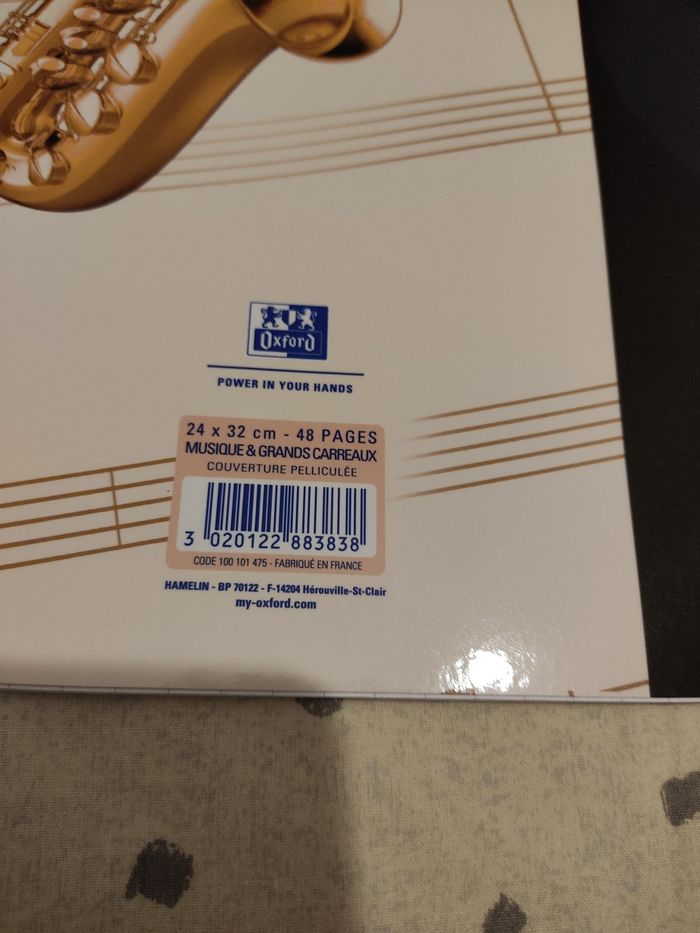 Oxford
POWER IN YOUR HANDS
24 x 32 cm - 48 PAGES
MUSIQUE & GRANDS CARREAUX
COUVERTURE PELLICULÉE
3 020122 883838
CODE 100 101 475 - FABRIQUÉ EN FRANCE
HAMELIN - BP 70122 - F-14204 Hérouville-St-Clair
my-oxford.com